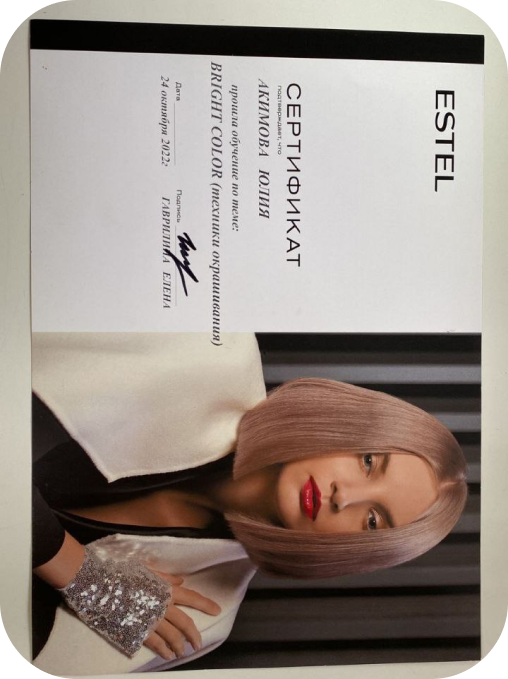 ESTEL
СЕРТИФИКАТ
подтверждает, что
АКИМОВА ЮЛИЯ
прошла обучение по теме:
BRIGHT COLOR (техники окрашивания)
Дата
24 октября 2022г
Подпись
ГАВРИЛИНА ЕЛЕНА